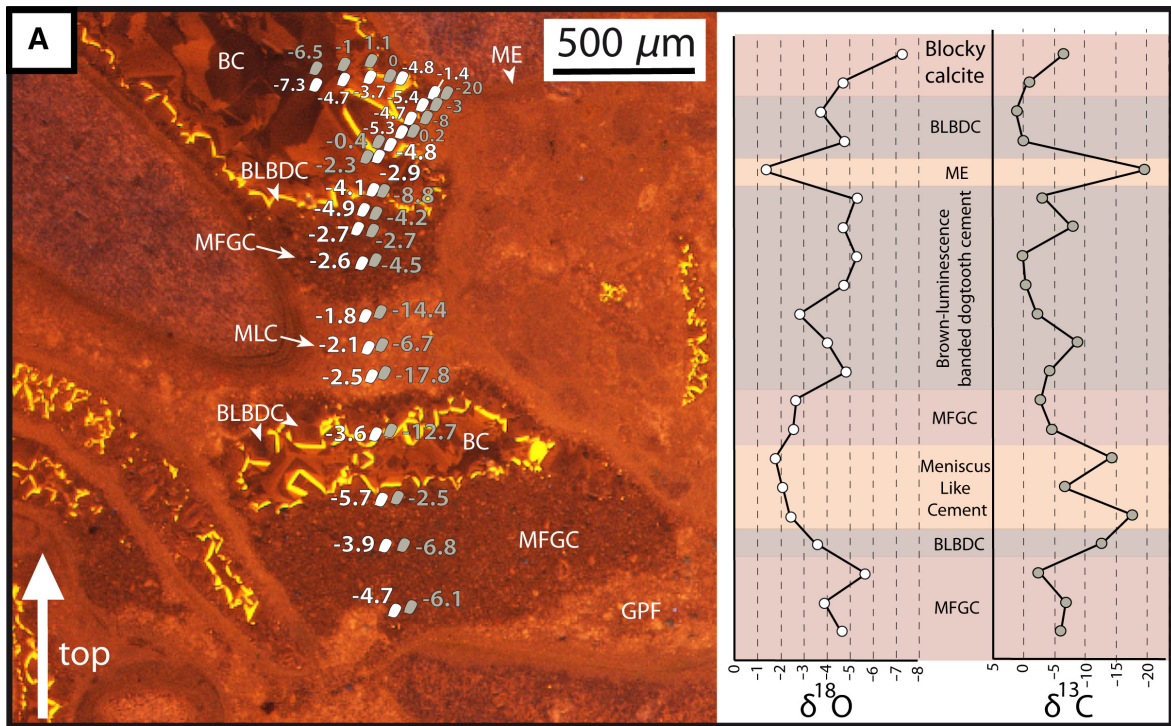 A
500 µm
BC
ME
-6.5
-1
1.1
0
-4.8
-1.4
-20
-7.3
-4.7
-3.7
-5.4
-3
-4.7
-8
-5.3
0.2
-0.4
-4.8
-2.3
-2.9
BLBDC
-4.1
-8.8
-4.9
-4.2
MFGC
-2.7
-2.7
-2.6
-4.5
-1.8
-14.4
MLC
-2.1
-6.7
-2.5
-17.8
BLBDC
-3.6
-12.7
BC
-5.7
-2.5
-3.9
-6.8
MFGC
-4.7
-6.1
GPF
top
Blocky
calcite
BLBDC
ME
Brown-luminescence
banded dogtooth cement
MFGC
Meniscus
Like
Cement
BLBDC
MFGC
0 -1 -2 -3 -4 -5 -6 -7 -8
δ18O
5 0 -5 -10 -15 -20
δ13C